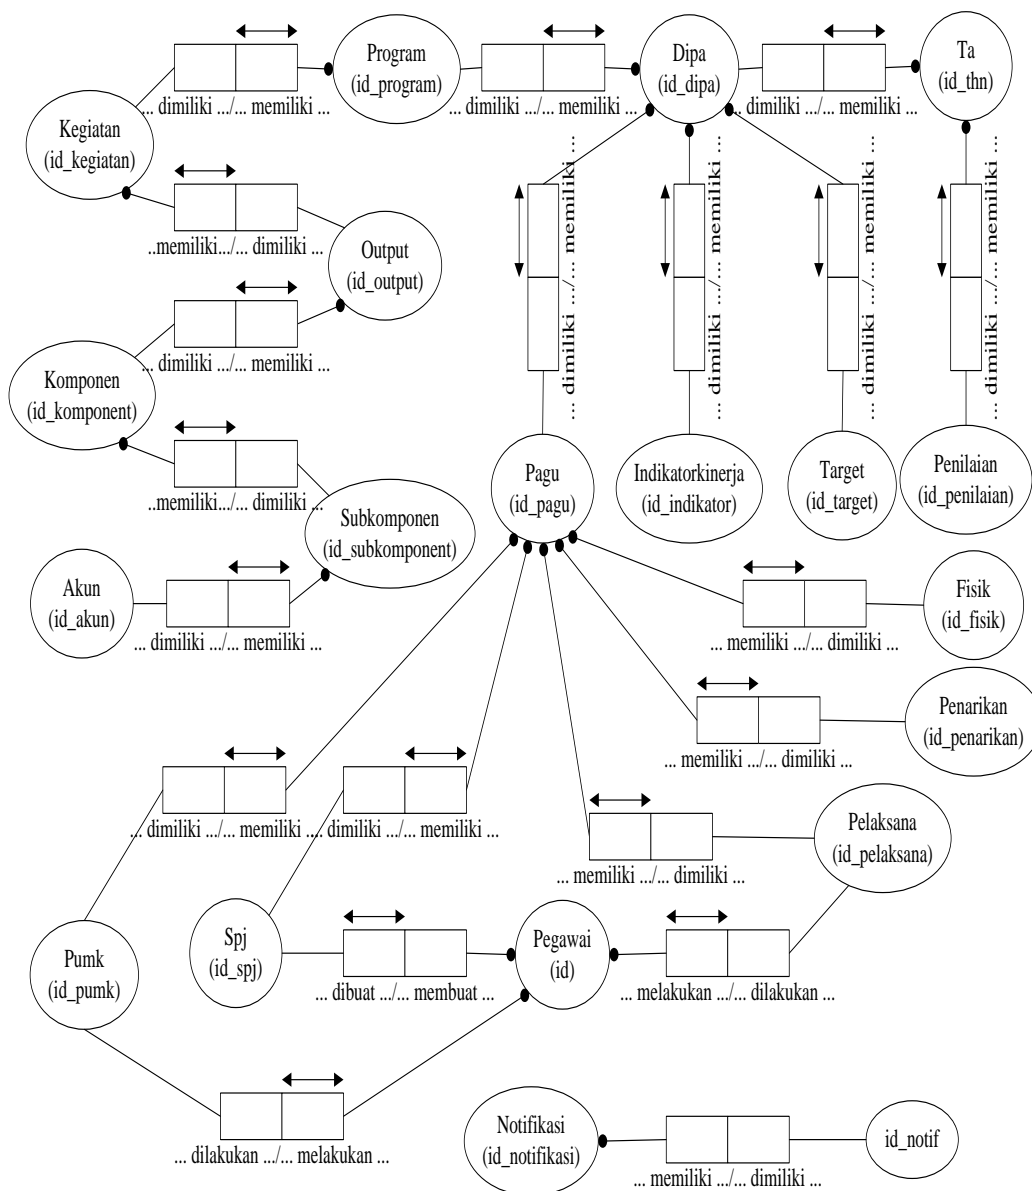 Program
(id_program)
Dipa
(id_dipa)
Ta
(id_thn)
... dimiliki .../... memiliki ...
... dimiliki .../... memiliki ...
... dimiliki .../... memiliki ...
Kegiatan
(id_kegiatan)
..memiliki.../... dimiliki ...
Output
(id_output)
... dimiliki .../... memiliki ...
... dimiliki .../... memiliki ...
... dimiliki .../... memiliki ...
... dimiliki .../... memiliki ...
... dimiliki .../... memiliki ...
Komponen
(id_komponent)
..memiliki.../... dimiliki ...
Pagu
(id_pagu)
Indikatorkinerja
(id_indikator)
Target
(id_target)
Penilaian
(id_penilaian)
Subkomponen
(id_subkomponent)
Akun
(id_akun)
... dimiliki .../... memiliki ...
Fisik
(id_fisik)
... memiliki .../... dimiliki ...
Penarikan
(id_penarikan)
... memiliki .../... dimiliki ...
... dimiliki .../... memiliki ...
... dimiliki .../... memiliki ...
Pelaksana
(id_pelaksana)
... memiliki .../... dimiliki ...
Pumk
(id_pumk)
Spj
(id_spj)
Pegawai
(id)
... dibuat .../... membuat ...
... melakukan .../... dilakukan ...
... dilakukan .../... melakukan ...
Notifikasi
(id_notifikasi)
id_notif
... memiliki .../... dimiliki ...